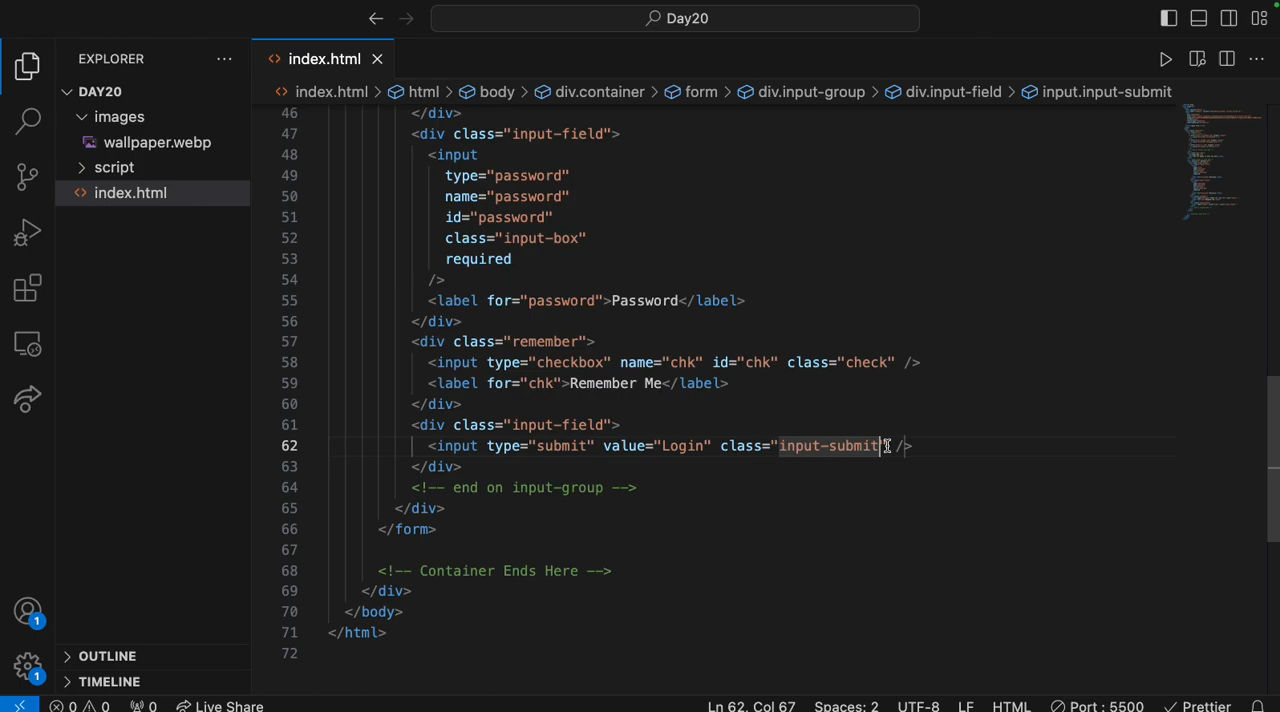 Day20
EXPLORER
index.html
DAY20
index.html > html > body > div.container > form > div.input-group > div.input-field > input.input-submit
images
wallpaper.webp
script
index.html
46 </div>
47 <div class="input-field">
48 <input
49 type="password"
50 name="password"
51 id="password"
52 class="input-box"
53 required
54 />
55 <label for="password">Password</label>
56 </div>
57 <div class="remember">
58 <input type="checkbox" name="chk" id="chk" class="check" />
59 <label for="chk">Remember Me</label>
60 </div>
61 <div class="input-field">
62 <input type="submit" value="Login" class="input-submit" />
63 </div>
64 <!-- end on input-group -->
65 </div>
66 </form>
67
68 <!-- Container Ends Here -->
69 </div>
70 </body>
71 </html>
72
1
1
OUTLINE
TIMELINE
0 0 0 Live Share Ln 62, Col 67 Spaces: 2 UTF-8 LF HTML Port : 5500 Prettier